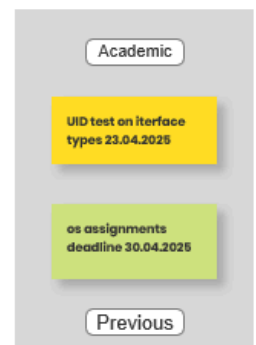 Academic
UID test on iterface
types 23.04.2025
os assignments
deadline 30.04.2025
Previous